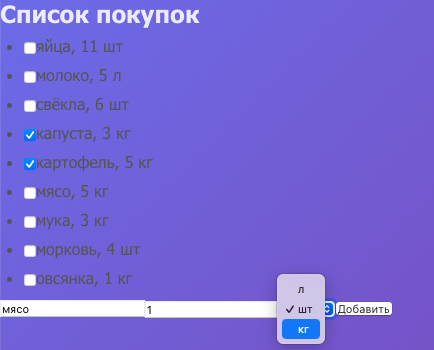 Список покупок
яйца, 11 шт
молоко, 5 л
свёкла, 6 шт
капуста, 3 кг
картофель, 5 кг
мясо, 5 кг
мука, 3 кг
морковь, 4 шт
овсянка, 1 кг
л
мясо 1 шт Добавить
кг